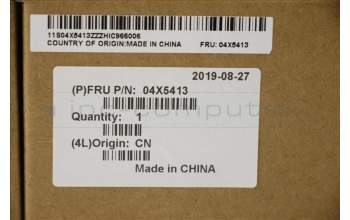 11S04X5413ZZZHIC966006
COUNTRY OF ORIGIN:MADE IN CHINA FRU: 04X5413
2019-08-27
(P)FRU P/N: 04X5413
Quantity: 1
(4L)Origin: CN
Made in CHINA